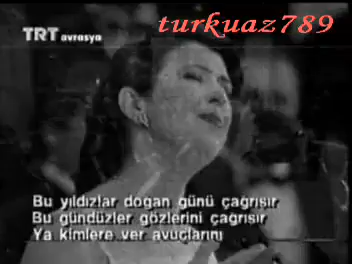 TRT avrasya
turkuaz789
Bu yıldızlar doğan günü çağrışır
Bu gündüzler gözlerini çağrışır
Ya kimlere ver avuçlarını